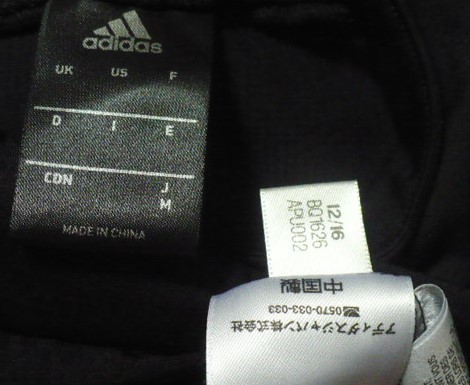 adidas
UK US F
D I E
CDN J
M
MADE IN CHINA
12/16
BQ1626
APU002
中国製
☎0570-033-033
アディダスジャパン株式会社